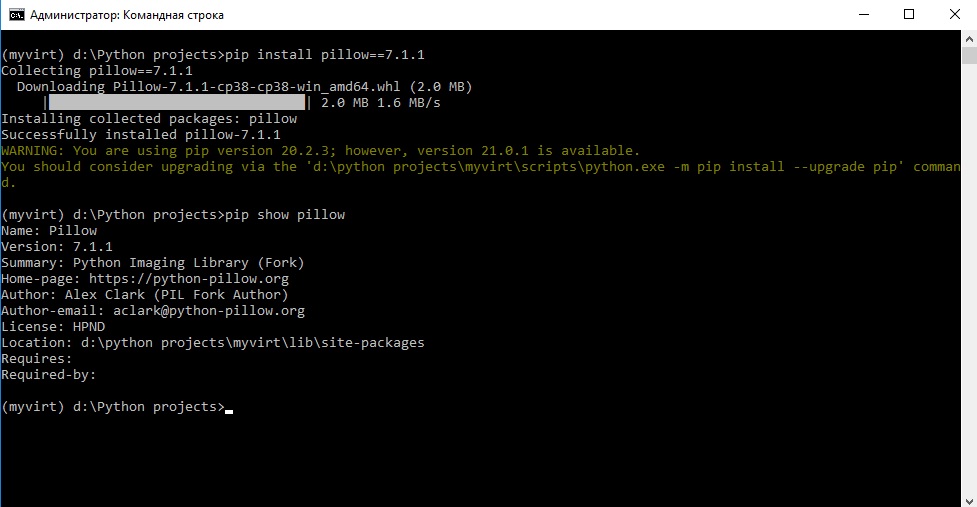 Администратор: Командная строка
(myvirt) d:\Python projects>pip install pillow==7.1.1
Collecting pillow==7.1.1
  Downloading Pillow-7.1.1-cp38-cp38-win_amd64.whl (2.0 MB)
     |████████████████████████████████| 2.0 MB 1.6 MB/s
Installing collected packages: pillow
Successfully installed pillow-7.1.1
WARNING: You are using pip version 20.2.3; however, version 21.0.1 is available.
You should consider upgrading via the 'd:\python projects\myvirt\scripts\python.exe -m pip install --upgrade pip' comman
d.
(myvirt) d:\Python projects>pip show pillow
Name: Pillow
Version: 7.1.1
Summary: Python Imaging Library (Fork)
Home-page: https://python-pillow.org
Author: Alex Clark (PIL Fork Author)
Author-email: aclark@python-pillow.org
License: HPND
Location: d:\python projects\myvirt\lib\site-packages
Requires:
Required-by:
(myvirt) d:\Python projects>